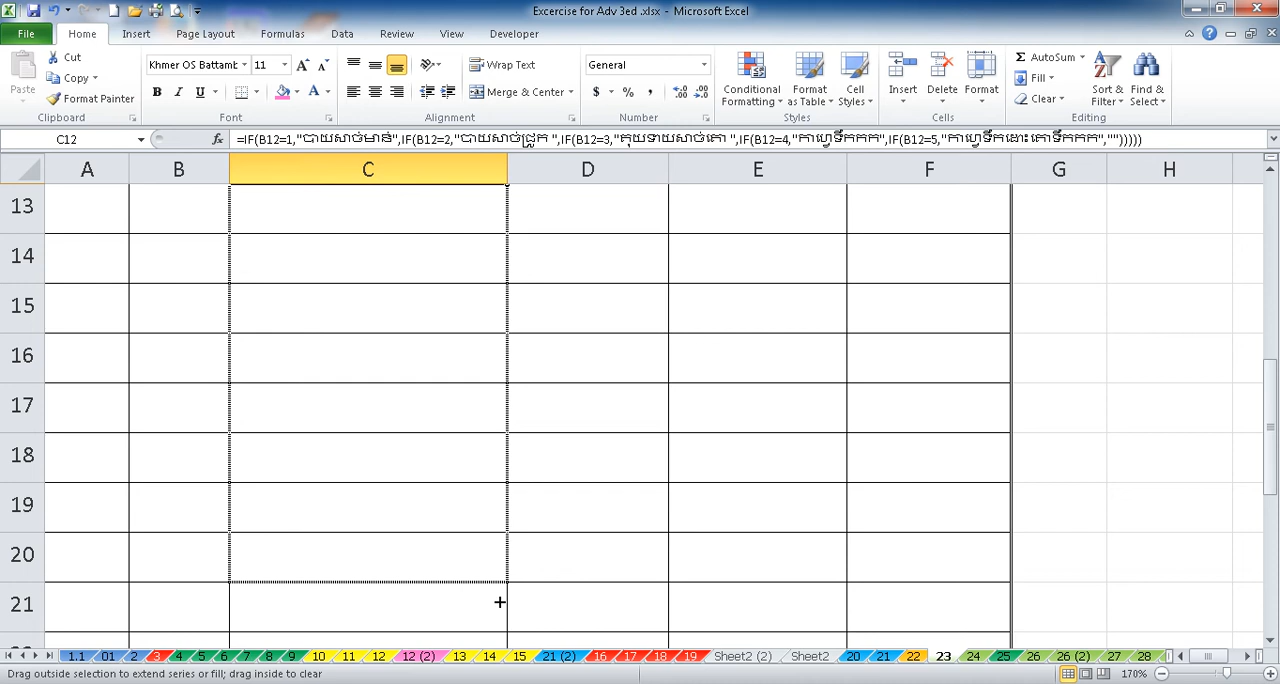 Excercise for Adv 3ed .xlsx - Microsoft Excel
File Home Insert Page Layout Formulas Data Review View Developer
Paste Cut Copy Format Painter Clipboard
Khmer OS Battamb 11 B I U A Font
Wrap Text Merge & Center Alignment
General $ % , Number
Conditional Formatting Format as Table Cell Styles Styles
Insert Delete Format Cells
Σ AutoSum Fill Clear Sort & Filter Find & Select Editing
C12 fx =IF(B12=1,"បាយសាច់មាន់",IF(B12=2,"បាយសាច់ជ្រូក ",IF(B12=3,"គុយទាយសាច់គោ ",IF(B12=4,"កាហ្វេទឹកកក",IF(B12=5,"កាហ្វេទឹកដោះគោទឹកកក","")))))
A B C D E F G H
13
14
15
16
17
18
19
20
21
1.1 01 2 3 4 5 6 7 8 9 10 11 12 12 (2) 13 14 15 21 (2) 16 17 18 19 Sheet2 (2) Sheet2 20 21 22 23 24 25 26 26 (2) 27 28
Drag outside selection to extend series or fill; drag inside to clear 170%